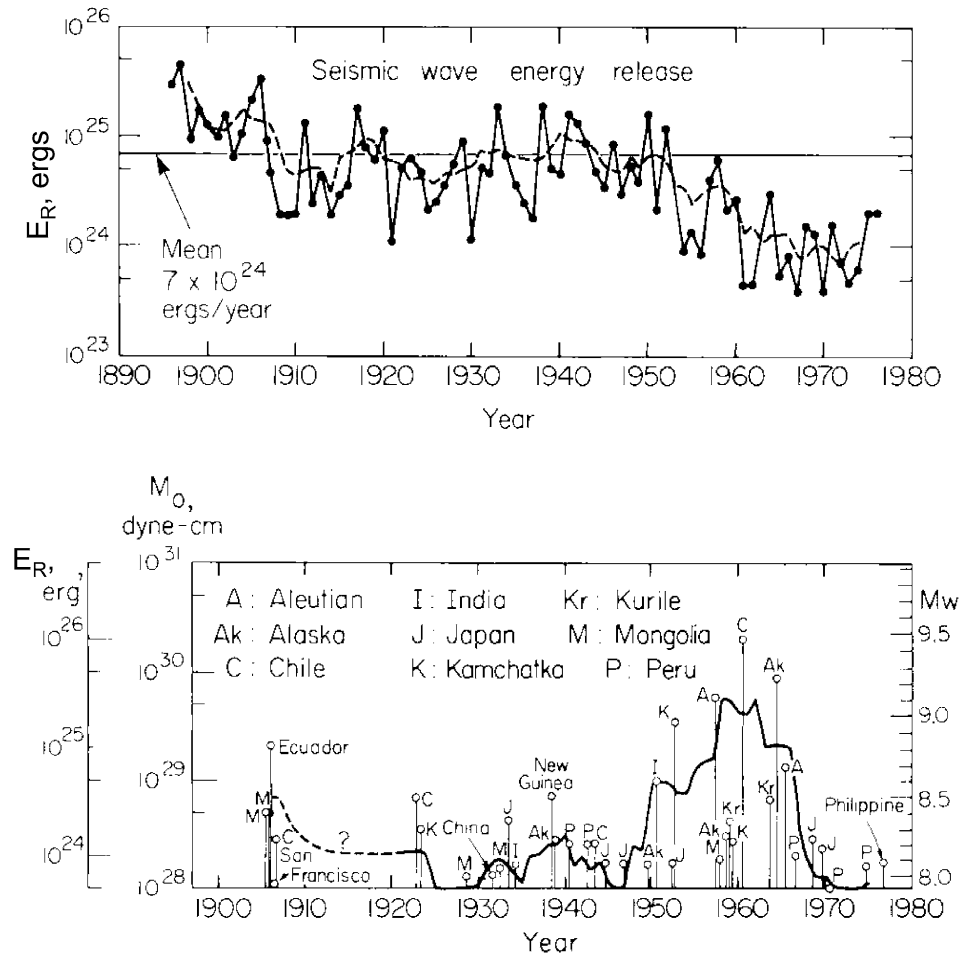 10^26
Seismic wave energy release
10^25
E_R, ergs
Mean
7 x 10^24
ergs/year
10^24
10^23
1890 1900 1910 1920 1930 1940 1950 1960 1970 1980
Year
M_o,
dyne-cm
E_R,
erg
10^31
Mw
A : Aleutian I : India Kr : Kurile
Ak : Alaska J : Japan M : Mongolia
C : Chile K : Kamchatka P : Peru
10^26
10^30
9.5
C
Ak
A
K
9.0
10^25
Ecuador
A
I
New
Guinea
10^29
Kr
8.5
Philippine
M
M
C
J
Kr
C
K
China
Ak
P
P
C
Ak
K
J
?
San
Francisco
M
M
I
J
J
Ak
J
M
P
J
P
P
10^24
10^28
8.0
1900 1910 1920 1930 1940 1950 1960 1970 1980
Year